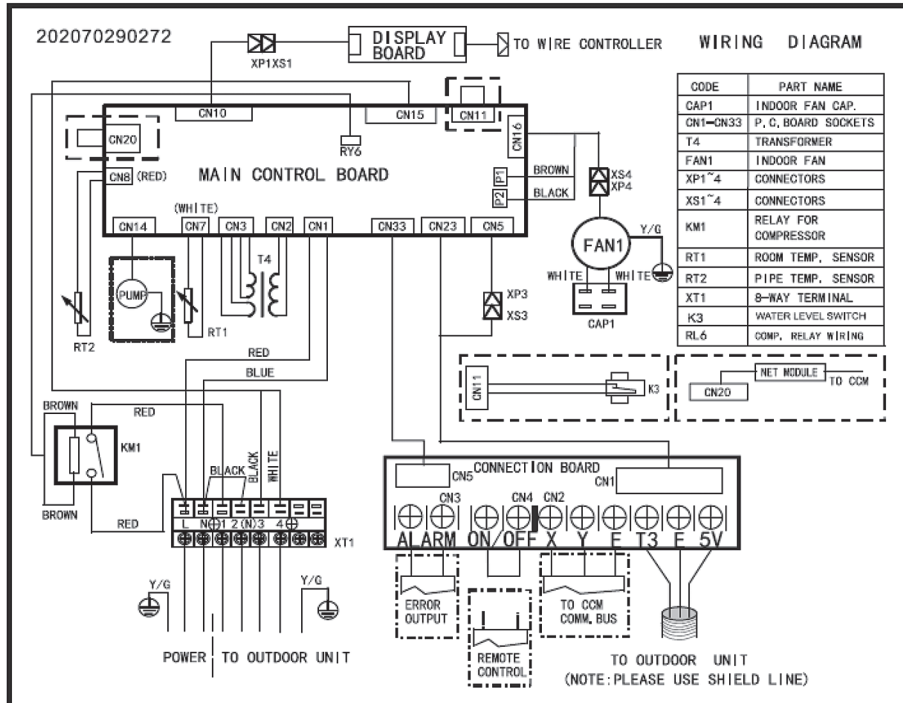 202070290272
XP1XS1
DISPLAY
BOARD
TO WIRE CONTROLLER
WIRING DIAGRAM
CODE PART NAME
CAP1 INDOOR FAN CAP.
CN1-CN33 P.C.BOARD SOCKETS
T4 TRANSFORMER
FAN1 INDOOR FAN
XP1~4 CONNECTORS
XS1~4 CONNECTORS
KM1 RELAY FOR
COMPRESSOR
RT1 ROOM TEMP. SENSOR
RT2 PIPE TEMP. SENSOR
XT1 8-WAY TERMINAL
K3 WATER LEVEL SWITCH
RL6 COMP. RELAY WIRING
CN10
CN15
CN11
CN16
CN20
RY6
CN8 (RED)
MAIN CONTROL BOARD
P1
P2
BROWN
BLACK
XS4
XP4
(WHITE)
CN14
CN7
CN3
CN2
CN1
CN33
CN23
CN5
FAN1
Y/G
WHITE
WHITE
CAP1
T4
PUMP
RT2
RT1
XP3
XS3
RED
BLUE
CN11
K3
CN20
NET MODULE
TO CCM
BROWN
RED
KM1
BLACK
BLACK
WHITE
BROWN
RED
L N 1 2(N)3 4
XT1
Y/G
Y/G
POWER
TO OUTDOOR UNIT
CN5
CONNECTION BOARD
CN1
CN3
CN4
CN2
ALARM ON/OFF X Y E T3 E 5V
ERROR
OUTPUT
REMOTE
CONTROL
TO CCM
COMM.BUS
TO OUTDOOR UNIT
(NOTE:PLEASE USE SHIELD LINE)